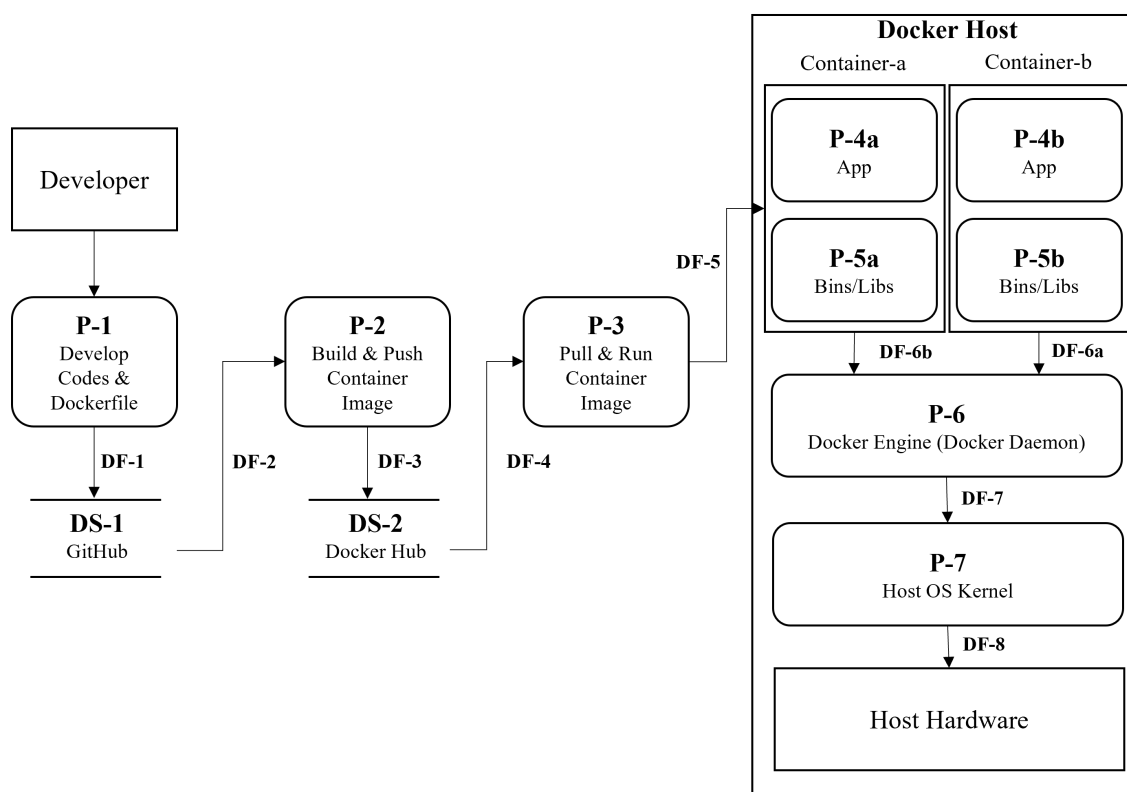 Docker Host
Container-a
Container-b
P-4a
App
P-4b
App
Developer
P-5a
Bins/Libs
P-5b
Bins/Libs
DF-5
P-1
Develop
Codes &
Dockerfile
P-2
Build & Push
Container
Image
P-3
Pull & Run
Container
Image
DF-6b
DF-6a
P-6
Docker Engine (Docker Daemon)
DF-1
DF-2
DF-3
DF-4
DF-7
DS-1
GitHub
DS-2
Docker Hub
P-7
Host OS Kernel
DF-8
Host Hardware